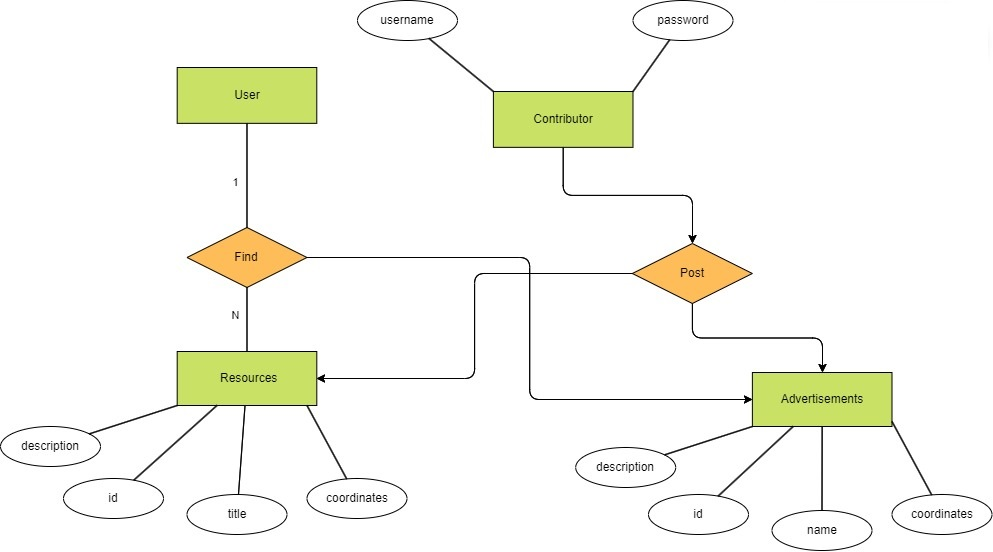 username
password
User
Contributor
1
Find
Post
N
Resources
Advertisements
description
id
title
coordinates
description
id
name
coordinates